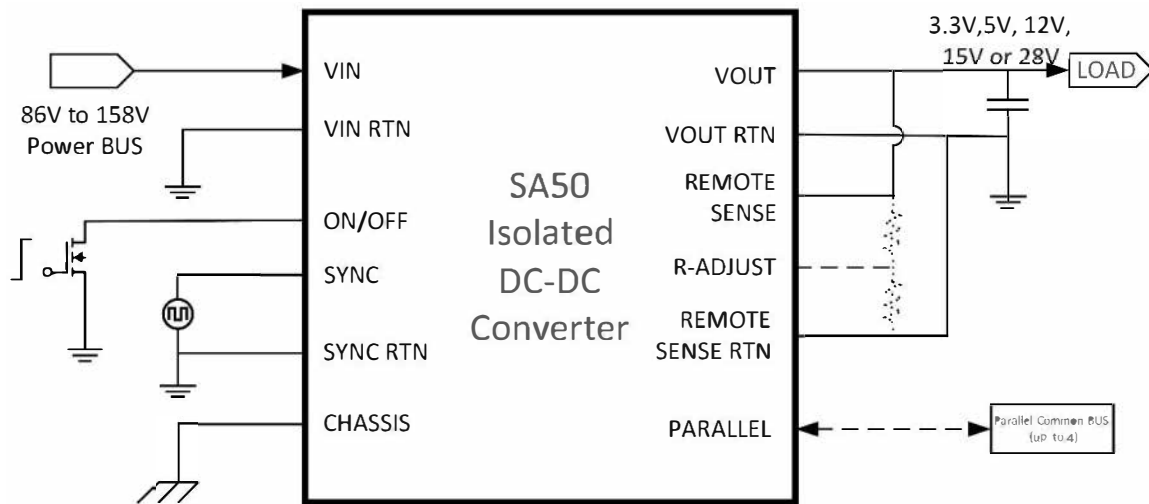 86V to 158V
Power BUS
VIN
VIN RTN
ON/OFF
SYNC
SYNC RTN
CHASSIS
SA50
Isolated
DC-DC
Converter
VOUT
VOUT RTN
REMOTE
SENSE
R-ADJUST
REMOTE
SENSE RTN
PARALLEL
3.3V,5V, 12V,
15V or 28V
LOAD
Parallel Common BUS
(up to 4)